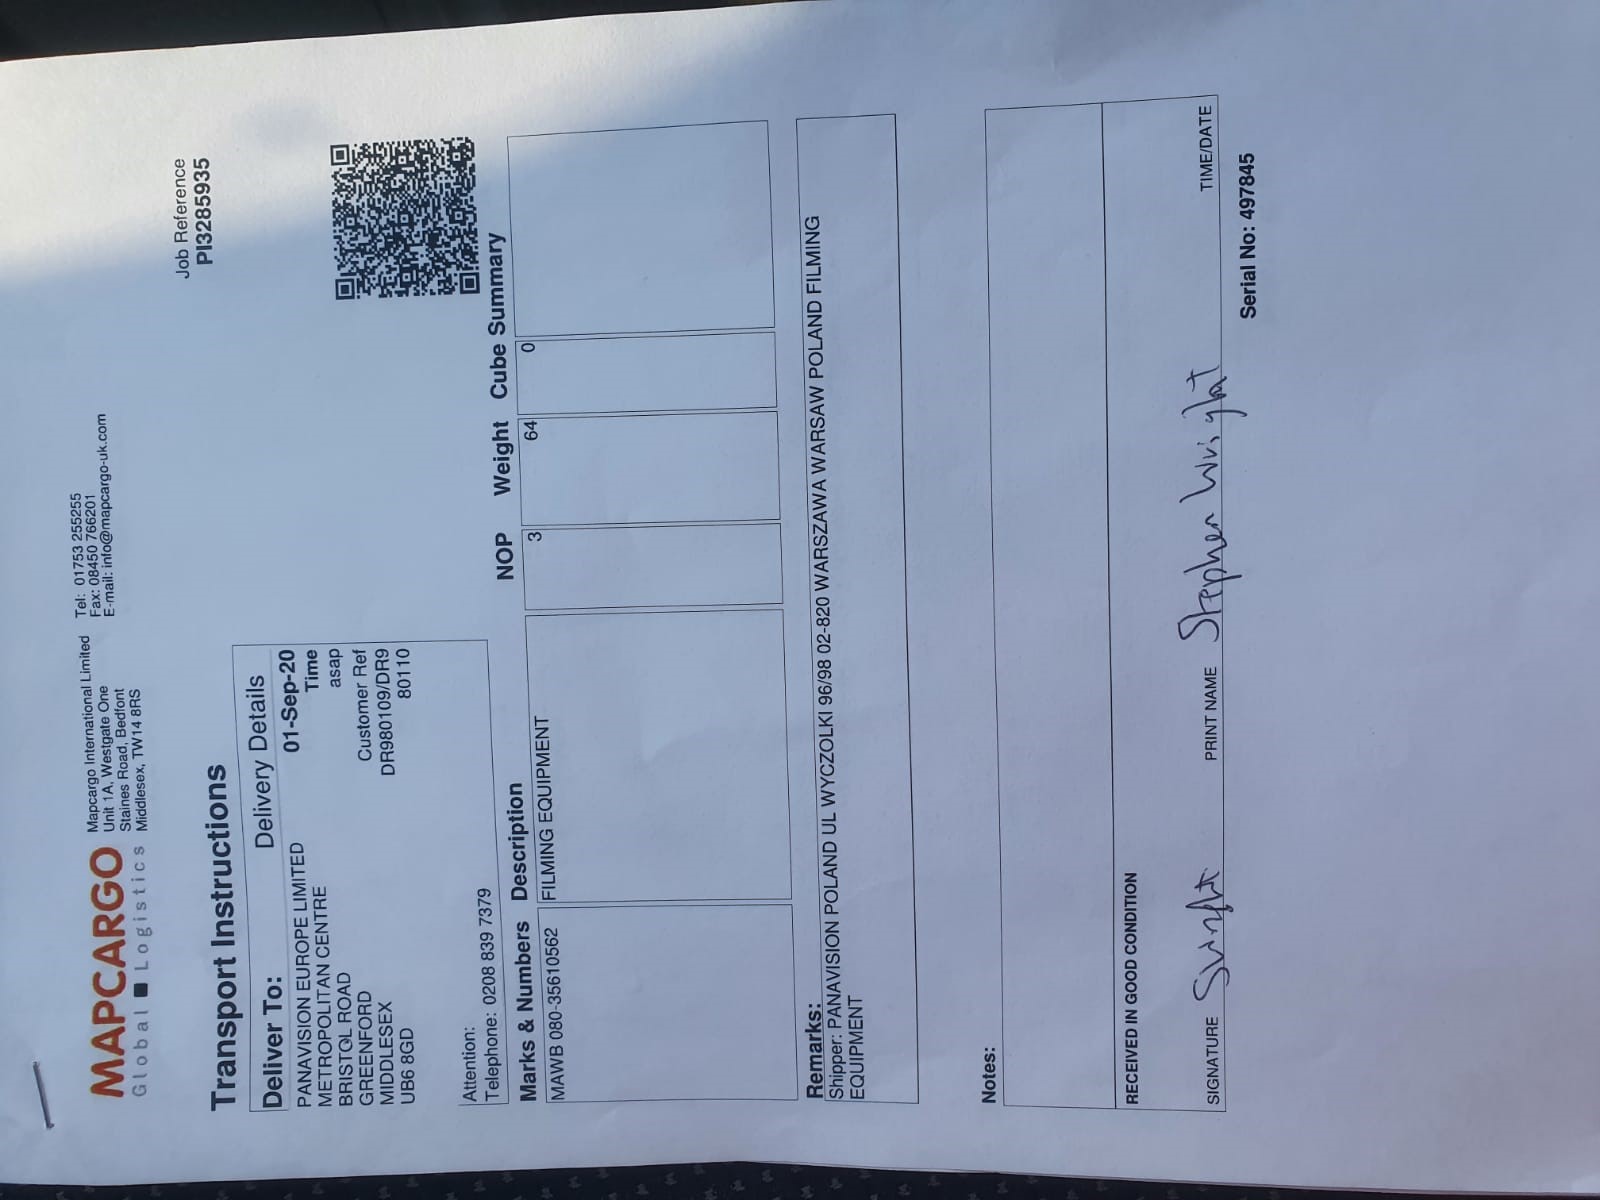 MAPCARGO
Global ■ Logistics
Mapcargo International Limited
Unit 1A, Westgate One
Staines Road, Bedfont
Middlesex, TW14 8RS
Tel: 01753 255255
Fax: 08450 766201
E-mail: info@mapcargo-uk.com
Job Reference
PI3285935
Transport Instructions
Deliver To:
Delivery Details
PANAVISION EUROPE LIMITED
METROPOLITAN CENTRE
BRISTOL ROAD
GREENFORD
MIDDLESEX
UB6 8GD
01-Sep-20
Time
asap
Customer Ref
DR980109/DR9
80110
Attention:
Telephone: 0208 839 7379
Marks & Numbers Description NOP Weight Cube Summary
MAWB 080-35610562 FILMING EQUIPMENT 3 64 0
Remarks:
Shipper: PANAVISION POLAND UL WYCZOLKI 96/98 02-820 WARSZAWA WARSAW POLAND FILMING
EQUIPMENT
Notes:
RECEIVED IN GOOD CONDITION
SIGNATURE PRINT NAME Stephen Wright TIME/DATE
Serial No: 497845